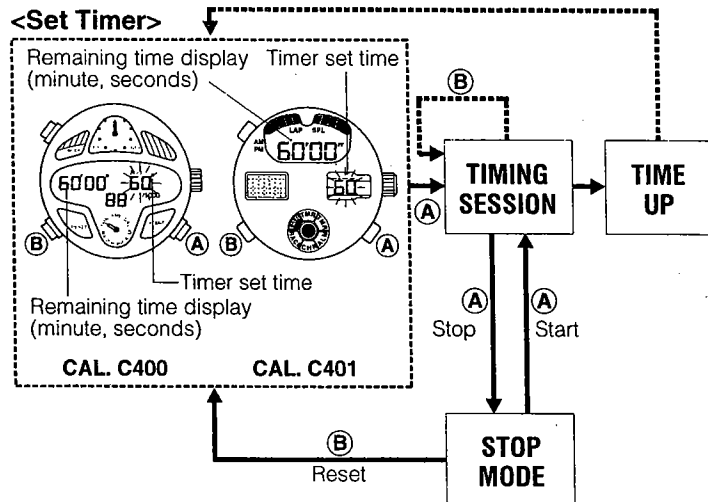 <Set Timer>
Remaining time display
(minute, seconds)
Timer set time
AM
PM
LAP SPL
60'00"
60
60'00"
60
88
B
A
B
A
Timer set time
Remaining time display
(minute, seconds)
CAL. C400
CAL. C401
B
A
TIMING
SESSION
TIME
UP
A
Stop
A
Start
B
Reset
STOP
MODE